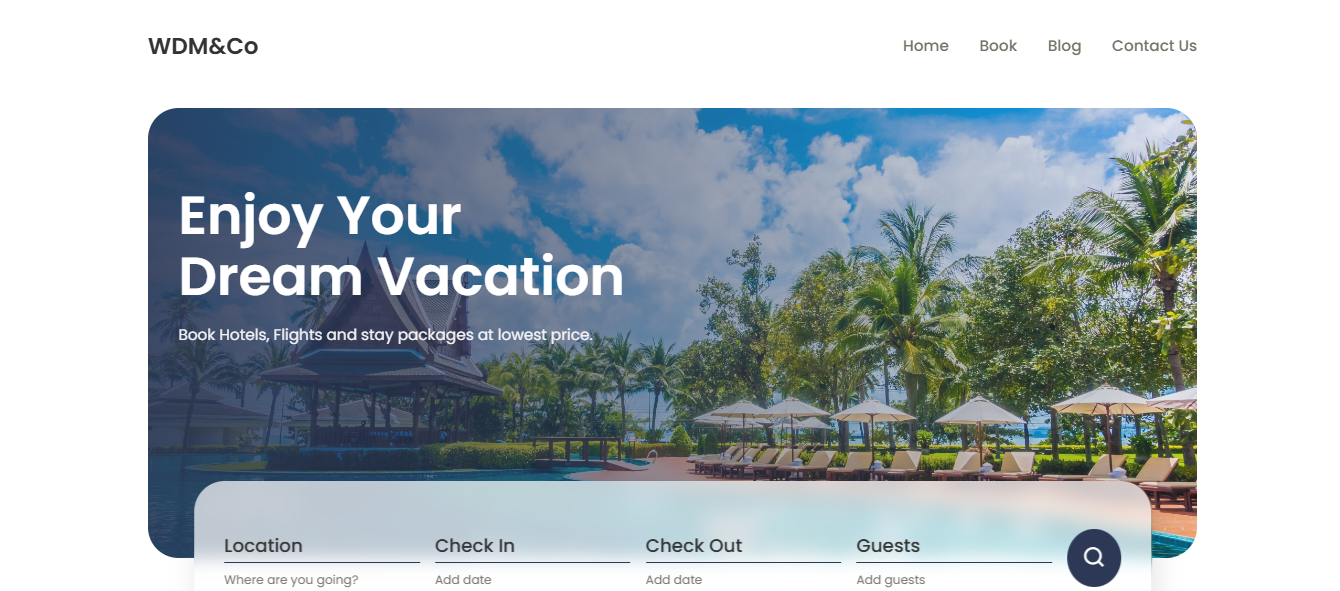 WDM&Co
Home Book Blog Contact Us
Enjoy Your
Dream Vacation
Book Hotels, Flights and stay packages at lowest price.
Location Check In Check Out Guests
Where are you going? Add date Add date Add guests